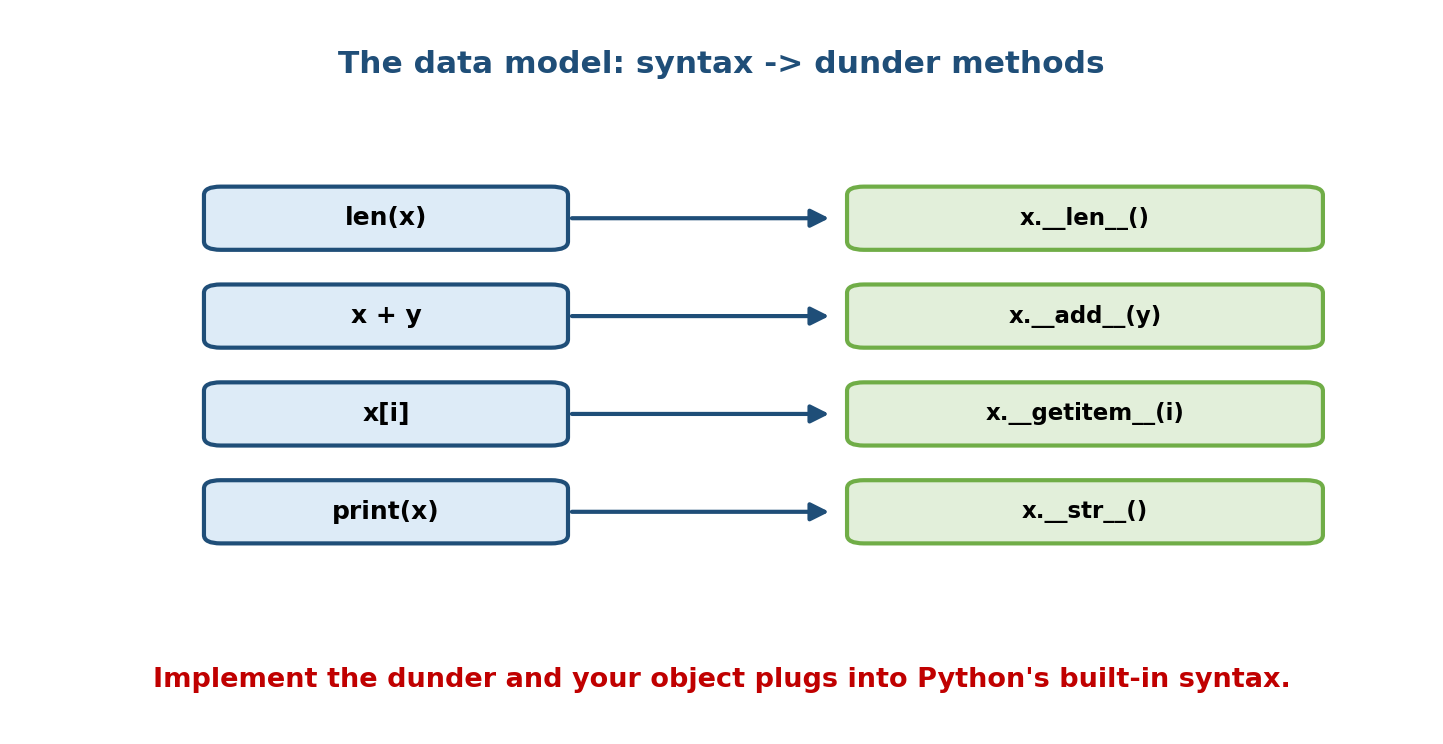 The data model: syntax -> dunder methods
len(x)
x.__len__()
x + y
x.__add__(y)
x[i]
x.__getitem__(i)
print(x)
x.__str__()
Implement the dunder and your object plugs into Python's built-in syntax.